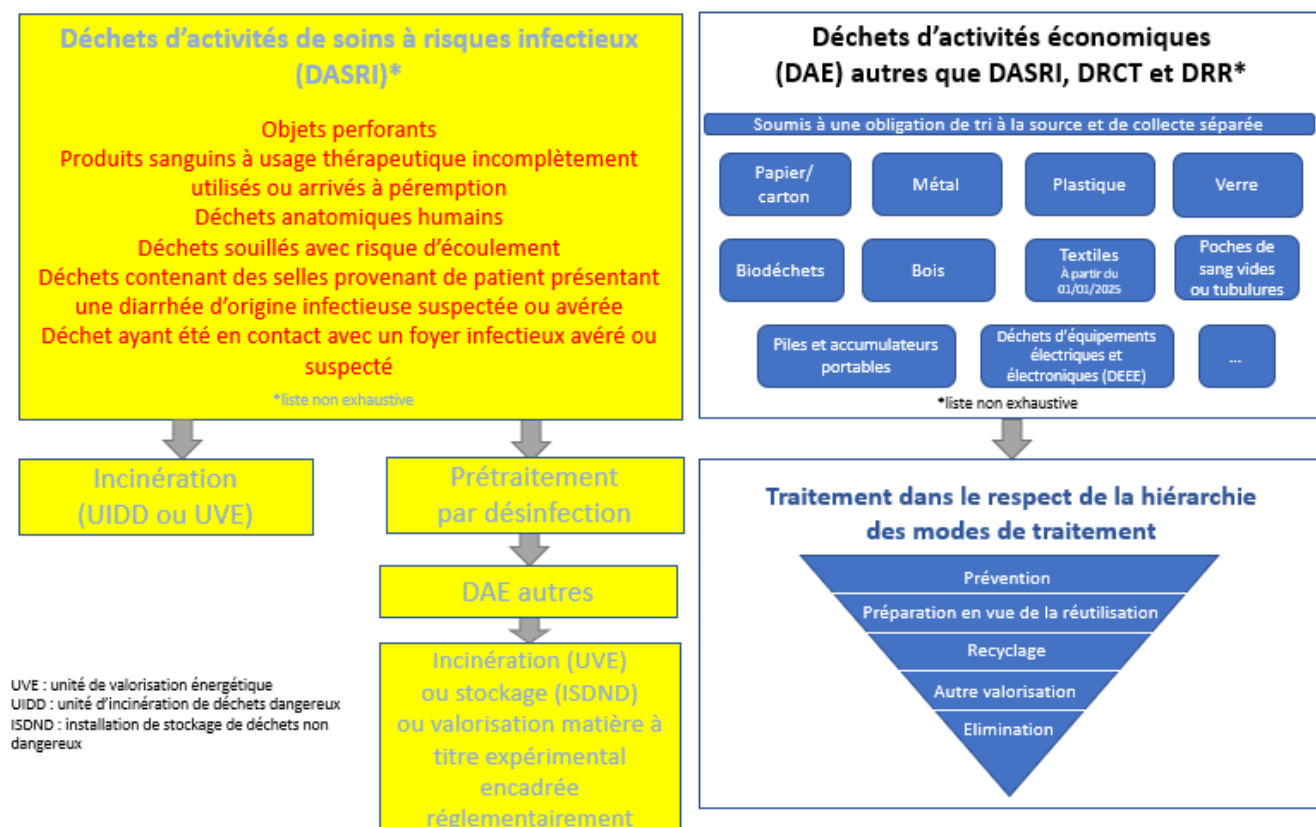 Déchets d'activités de soins à risques infectieux
(DASRI)*
Objets perforants
Produits sanguins à usage thérapeutique incomplètement
utilisés ou arrivés à péremption
Déchets anatomiques humains
Déchets souillés avec risque d'écoulement
Déchets contenant des selles provenant de patient présentant
une diarrhée d'origine infectieuse suspectée ou avérée
Déchet ayant été en contact avec un foyer infectieux avéré ou
suspecté
*liste non exhaustive
Incinération
(UIDD ou UVE)
Prétraitement
par désinfection
DAE autres
Incinération (UVE)
ou stockage (ISDND)
ou valorisation matière à
titre expérimental
encadrée
réglementairement
UVE : unité de valorisation énergétique
UIDD : unité d'incinération de déchets dangereux
ISDND : installation de stockage de déchets non
dangereux
Déchets d'activités économiques
(DAE) autres que DASRI, DRCT et DRR*
Soumis à une obligation de tri à la source et de collecte séparée
Papier/
carton
Métal
Plastique
Verre
Biodéchets
Bois
Textiles
À partir du
01/01/2025
Poches de
sang vides
ou tubulures
Piles et accumulateurs
portables
Déchets d'équipements
électriques et
électroniques (DEEE)
...
*liste non exhaustive
Traitement dans le respect de la hiérarchie
des modes de traitement
Prévention
Préparation en vue de la réutilisation
Recyclage
Autre valorisation
Elimination